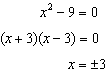 x² − 9 = 0
(x + 3)(x − 3) = 0
x = ±3